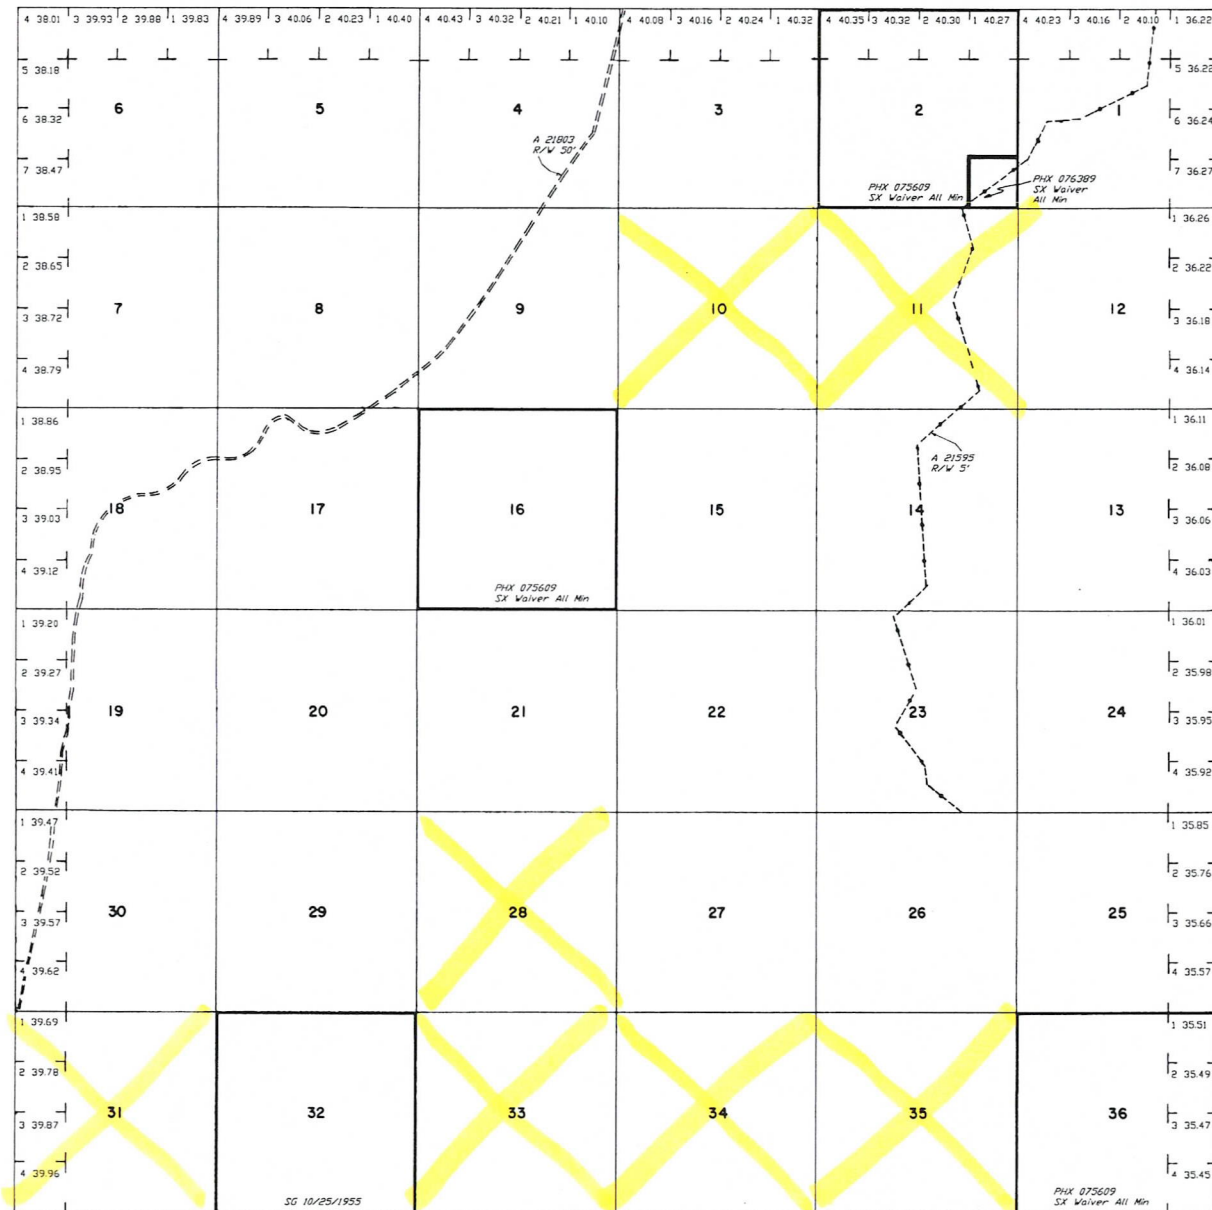 4 38.01 3 39.93 2 39.88 1 39.83 4 39.89 3 40.06 2 40.23 1 40.40 4 40.43 3 40.32 2 40.21 1 40.10 4 40.08 3 40.16 2 40.24 1 40.32 4 40.35 3 40.32 2 40.30 1 40.27 4 40.23 3 40.16 2 40.10 1 36.22
5 38.18 5 36.22
6 5 4 3 2 1
6 38.32 6 36.24
A 21803
R/W 50'
7 38.47 7 36.27
PHX 075609
SX Waiver All Min
PHX 076389
SX Waiver
All Min
1 38.58 1 36.26
2 38.65 2 36.22
7 8 9 10 11 12
3 38.72 3 36.18
4 38.79 4 36.14
1 38.86 1 36.11
A 21595
R/W 5'
2 38.95 2 36.08
18 17 16 15 14 13
3 39.03 3 36.06
4 39.12 4 36.03
PHX 075609
SX Waiver All Min
1 39.20 1 36.01
2 39.27 2 35.98
19 20 21 22 23 24
3 39.34 3 35.95
4 39.41 4 35.92
1 39.47 1 35.85
2 39.52 2 35.76
30 29 28 27 26 25
3 39.57 3 35.66
4 39.62 4 35.57
1 39.69 1 35.51
2 39.78 2 35.49
31 32 33 34 35 36
3 39.87 3 35.47
4 39.96 4 35.45
SG 10/25/1955
PHX 075609
SX Waiver All Min